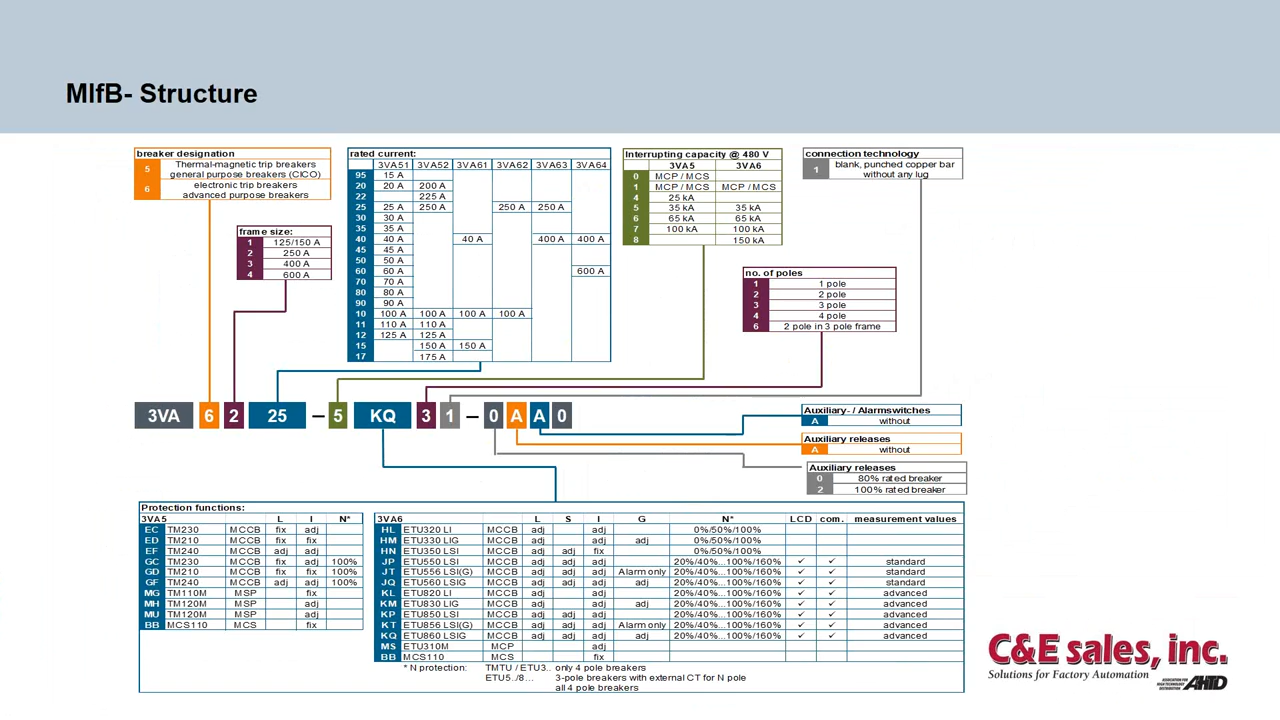 MlfB- Structure
breaker designation
5 Thermal-magnetic trip breakers general purpose breakers (CICO)
6 electronic trip breakers advanced purpose breakers
frame size:
1 125/150 A
2 250 A
3 400 A
4 600 A
rated current:
3VA51 3VA52 3VA61 3VA62 3VA63 3VA64
95 15 A
20 20 A 200 A
22 225 A
25 25 A 250 A 250 A 250 A
30 30 A
35 35 A
40 40 A 40 A 400 A 400 A
45 45 A
50 50 A
60 60 A 600 A
70 70 A
80 80 A
90 90 A
10 100 A 100 A 100 A 100 A
11 110 A 110 A
12 125 A 125 A
15 150 A 150 A
17 175 A
Interrupting capacity @ 480 V
3VA5 3VA6
0 MCP / MCS
1 MCP / MCS MCP / MCS
4 25 kA
5 35 kA 35 kA
6 65 kA 65 kA
7 100 kA 100 kA
8 150 kA
connection technology
1 blank, punched copper bar without any lug
no. of poles
1 1 pole
2 2 pole
3 3 pole
4 4 pole
6 2 pole in 3 pole frame
3VA 6 2 25 – 5 KQ 3 1 – 0 A A 0
Auxiliary- / Alarmswitches
A without
Auxiliary releases
A without
Auxiliary releases
0 80% rated breaker
2 100% rated breaker
Protection functions:
3VA5 L I N*
EC TM230 MCCB fix adj
ED TM210 MCCB fix fix
EF TM240 MCCB adj adj
GC TM230 MCCB fix adj 100%
GD TM210 MCCB fix fix 100%
GF TM240 MCCB adj adj 100%
MG TM110M MSP fix
MH TM120M MSP adj
MU TM120M MSP adj
BB MCS110 MCS fix
3VA6 L S I G N* LCD com. measurement values
HL ETU320 LI MCCB adj adj 0%/50%/100%
HM ETU330 LIG MCCB adj adj adj 0%/50%/100%
HN ETU350 LSI MCCB adj adj fix 0%/50%/100%
JP ETU550 LSI MCCB adj adj adj 20%/40%...100%/160% ✓ ✓ standard
JT ETU556 LSI(G) MCCB adj adj adj Alarm only 20%/40%...100%/160% ✓ ✓ standard
JQ ETU560 LSIG MCCB adj adj adj adj 20%/40%...100%/160% ✓ ✓ standard
KL ETU820 LI MCCB adj adj 20%/40%...100%/160% ✓ ✓ advanced
KM ETU830 LIG MCCB adj adj adj 20%/40%...100%/160% ✓ ✓ advanced
KP ETU850 LSI MCCB adj adj adj 20%/40%...100%/160% ✓ ✓ advanced
KT ETU856 LSI(G) MCCB adj adj adj Alarm only 20%/40%...100%/160% ✓ ✓ advanced
KQ ETU860 LSIG MCCB adj adj adj adj 20%/40%...100%/160% ✓ ✓ advanced
MS ETU310M MCP adj
BB MCS110 MCS fix
* N protection: TMTU / ETU3.. only 4 pole breakers
ETU5../8... 3-pole breakers with external CT for N pole
all 4 pole breakers
C&E sales, inc.
Solutions for Factory Automation
ASSOCIATION FOR HIGH TECHNOLOGY DISTRIBUTION AHTD